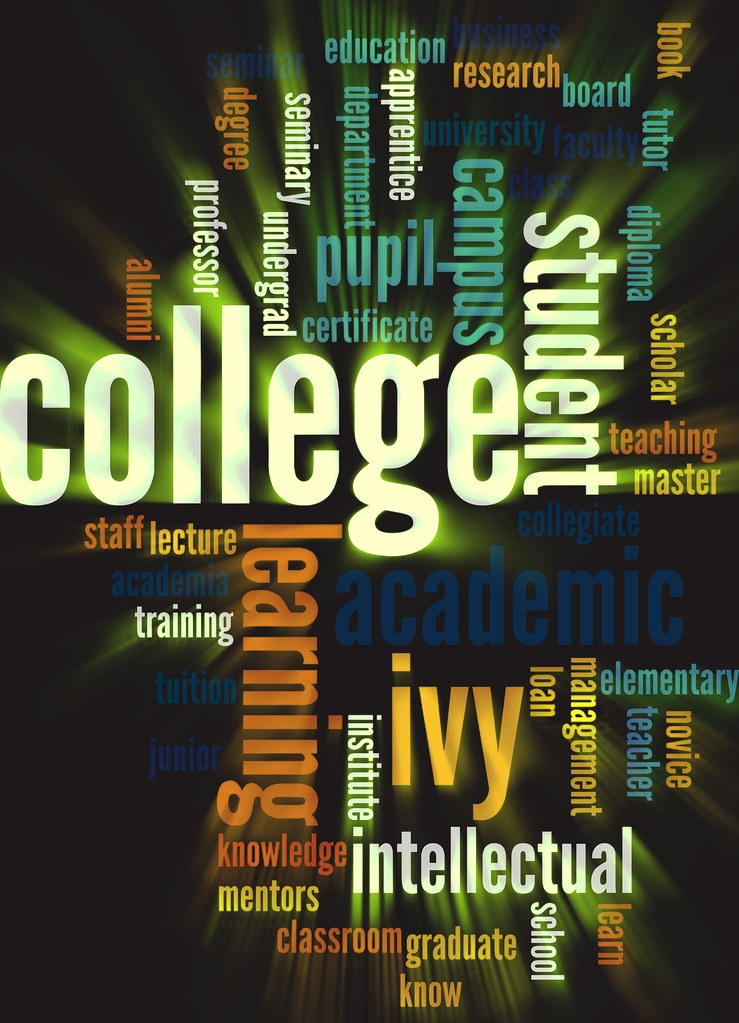 business
education
book
seminar
research
board
degree
seminary
department
apprentice
university
faculty
tutor
class
campus
professor
undergrad
pupil
student
diploma
alumni
certificate
scholar
college
teaching
master
staff
lecture
learning
collegiate
academia
academic
training
tuition
ivy
loan
management
elementary
junior
institute
teacher
novice
knowledge
intellectual
mentors
school
learn
classroom
graduate
know